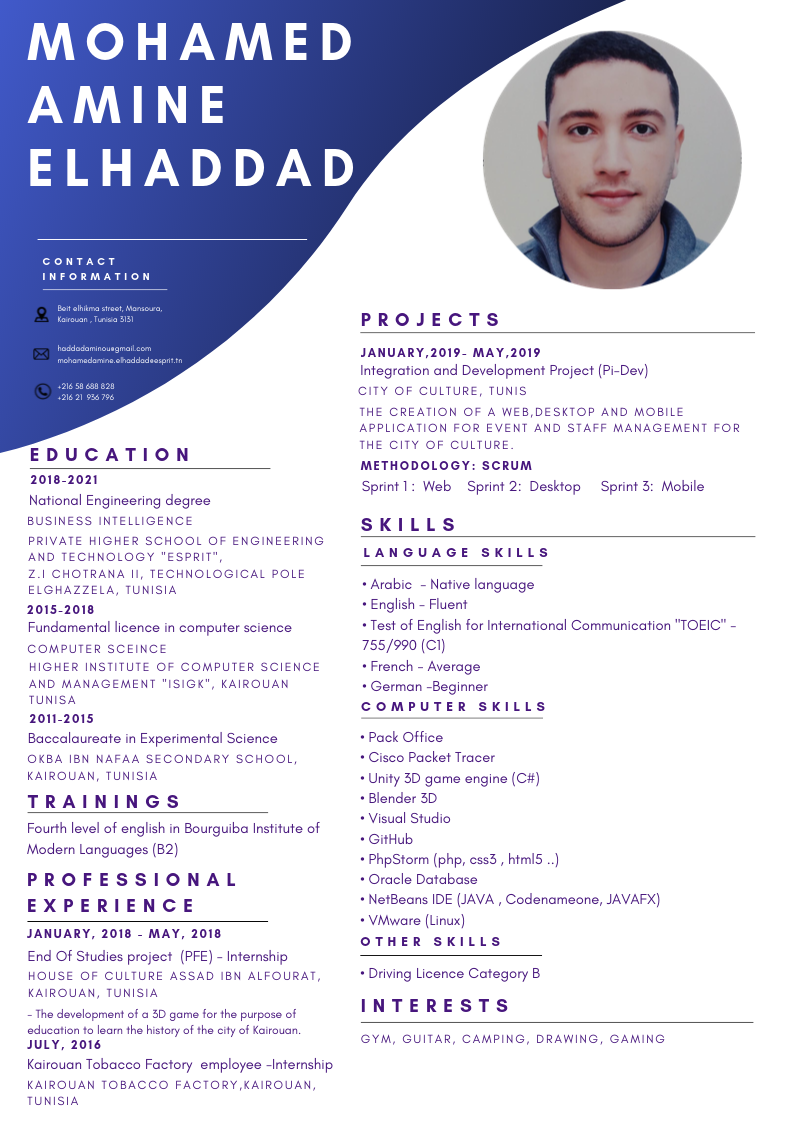 MOHAMED
AMINE
ELHADDAD
CONTACT
INFORMATION
Beit elhikma street, Mansoura,
Kairouan , Tunisia 3131
haddadaminou@gmail.com
mohamedamine.elhaddad@esprit.tn
+216 58 688 828
+216 21 936 796
EDUCATION
2018-2021
National Engineering degree
BUSINESS INTELLIGENCE
PRIVATE HIGHER SCHOOL OF ENGINEERING
AND TECHNOLOGY "ESPRIT",
Z.I CHOTRANA II, TECHNOLOGICAL POLE
ELGHAZZELA, TUNISIA
2015-2018
Fundamental licence in computer science
COMPUTER SCEINCE
HIGHER INSTITUTE OF COMPUTER SCIENCE
AND MANAGEMENT "ISIGK", KAIROUAN
TUNISA
2011-2015
Baccalaureate in Experimental Science
OKBA IBN NAFAA SECONDARY SCHOOL,
KAIROUAN, TUNISIA
TRAININGS
Fourth level of english in Bourguiba Institute of
Modern Languages (B2)
PROFESSIONAL
EXPERIENCE
JANUARY, 2018 - MAY, 2018
End Of Studies project (PFE) - Internship
HOUSE OF CULTURE ASSAD IBN ALFOURAT,
KAIROUAN, TUNISIA
- The development of a 3D game for the purpose of
education to learn the history of the city of Kairouan.
JULY, 2016
Kairouan Tobacco Factory employee -Internship
KAIROUAN TOBACCO FACTORY,KAIROUAN,
TUNISIA
PROJECTS
JANUARY,2019- MAY,2019
Integration and Development Project (Pi-Dev)
CITY OF CULTURE, TUNIS
THE CREATION OF A WEB,DESKTOP AND MOBILE
APPLICATION FOR EVENT AND STAFF MANAGEMENT FOR
THE CITY OF CULTURE.
METHODOLOGY: SCRUM
Sprint 1 : Web Sprint 2: Desktop Sprint 3: Mobile
SKILLS
LANGUAGE SKILLS
• Arabic - Native language
• English - Fluent
• Test of English for International Communication "TOEIC" -
755/990 (C1)
• French - Average
• German -Beginner
COMPUTER SKILLS
• Pack Office
• Cisco Packet Tracer
• Unity 3D game engine (C#)
• Blender 3D
• Visual Studio
• GitHub
• PhpStorm (php, css3 , html5 ..)
• Oracle Database
• NetBeans IDE (JAVA , Codenameone, JAVAFX)
• VMware (Linux)
OTHER SKILLS
• Driving Licence Category B
INTERESTS
GYM, GUITAR, CAMPING, DRAWING, GAMING